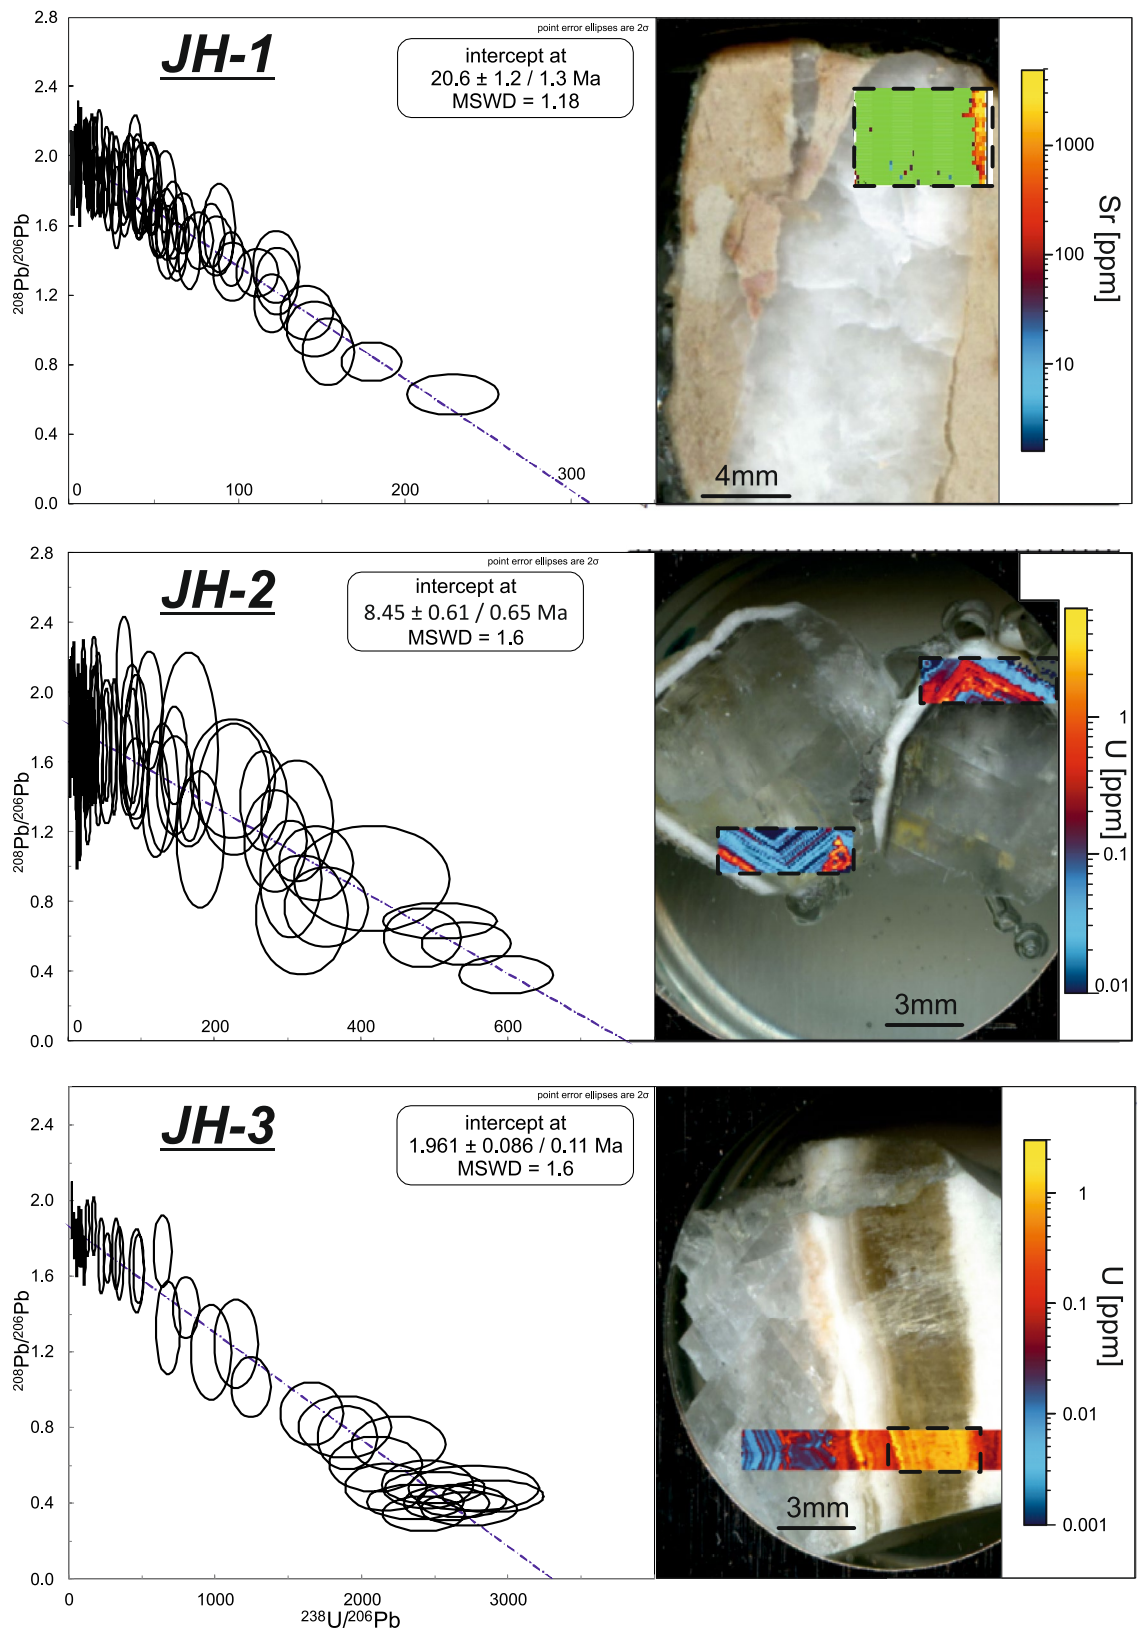 JH-1
point error ellipses are 2σ
intercept at
20.6 ± 1.2 / 1.3 Ma
MSWD = 1.18
2.8
2.4
2.0
1.6
1.2
0.8
0.4
0.0
²⁰⁸Pb/²⁰⁶Pb
0
100
200
300
4mm
1000
100
10
Sr [ppm]
JH-2
point error ellipses are 2σ
intercept at
8.45 ± 0.61 / 0.65 Ma
MSWD = 1.6
2.8
2.4
2.0
1.6
1.2
0.8
0.4
0.0
²⁰⁸Pb/²⁰⁶Pb
0
200
400
600
3mm
1
0.1
0.01
U [ppm]
JH-3
point error ellipses are 2σ
intercept at
1.961 ± 0.086 / 0.11 Ma
MSWD = 1.6
2.4
2.0
1.6
1.2
0.8
0.4
0.0
²⁰⁸Pb/²⁰⁶Pb
0
1000
2000
3000
²³⁸U/²⁰⁶Pb
3mm
1
0.1
0.01
0.001
U [ppm]